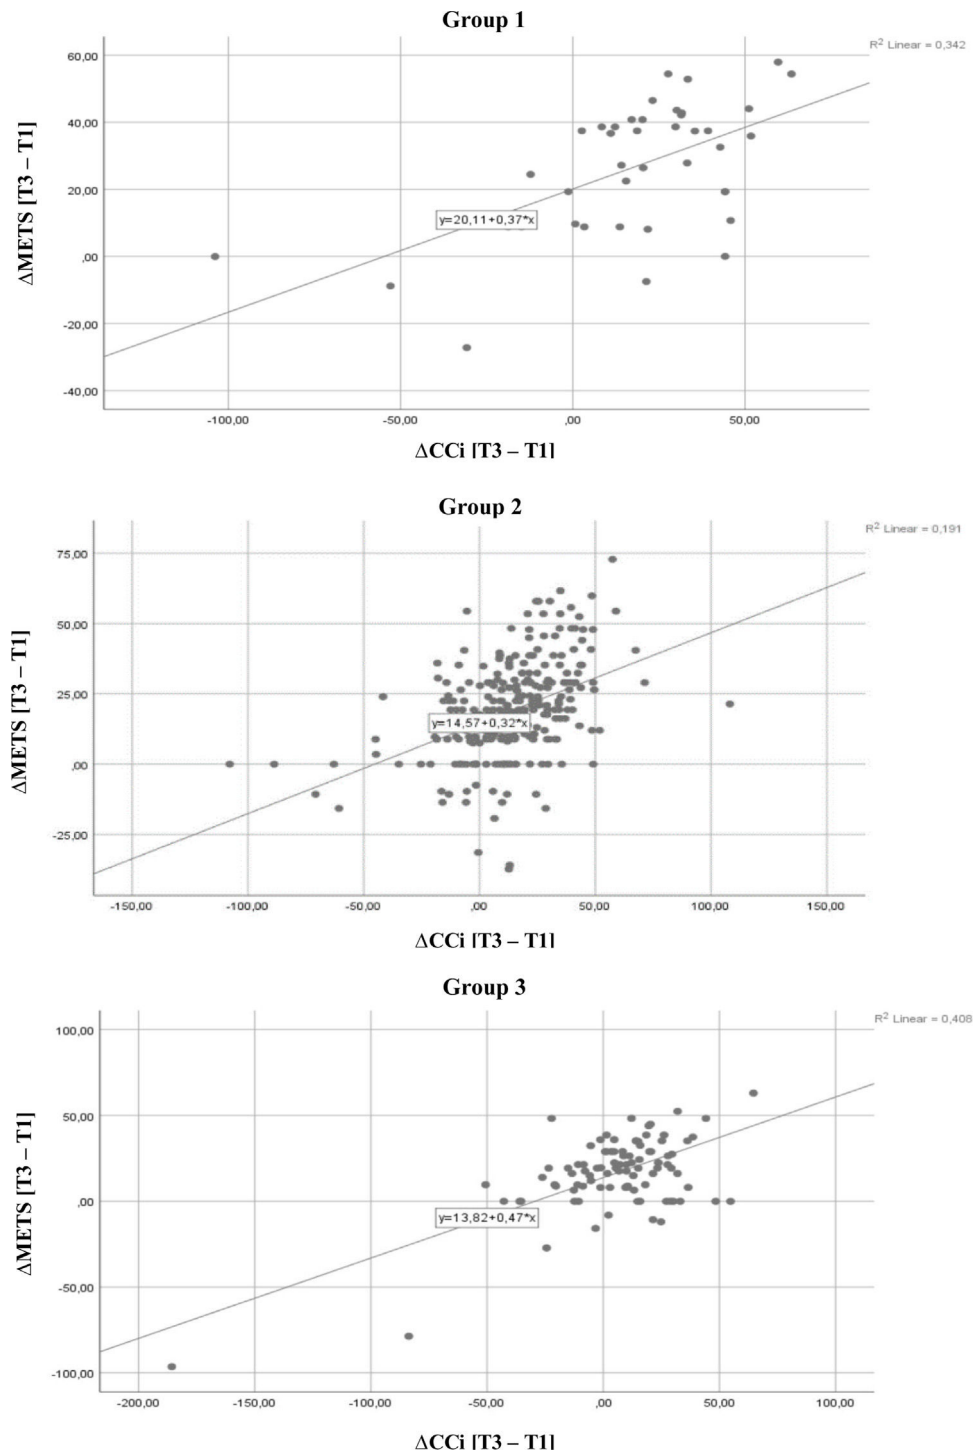 Group 1
R² Linear = 0,342
60,00
40,00
20,00
,00
-20,00
-40,00
ΔMETS [T3 – T1]
y=20,11+0,37*x
-100,00 -50,00 ,00 50,00
ΔCCi [T3 – T1]
Group 2
R² Linear = 0,191
75,00
50,00
25,00
,00
-25,00
ΔMETS [T3 – T1]
y=14,57+0,32*x
-150,00 -100,00 -50,00 ,00 50,00 100,00 150,00
ΔCCi [T3 – T1]
Group 3
R² Linear = 0,408
100,00
50,00
,00
-50,00
-100,00
ΔMETS [T3 – T1]
y=13,82+0,47*x
-200,00 -150,00 -100,00 -50,00 ,00 50,00 100,00
ΔCCi [T3 – T1]